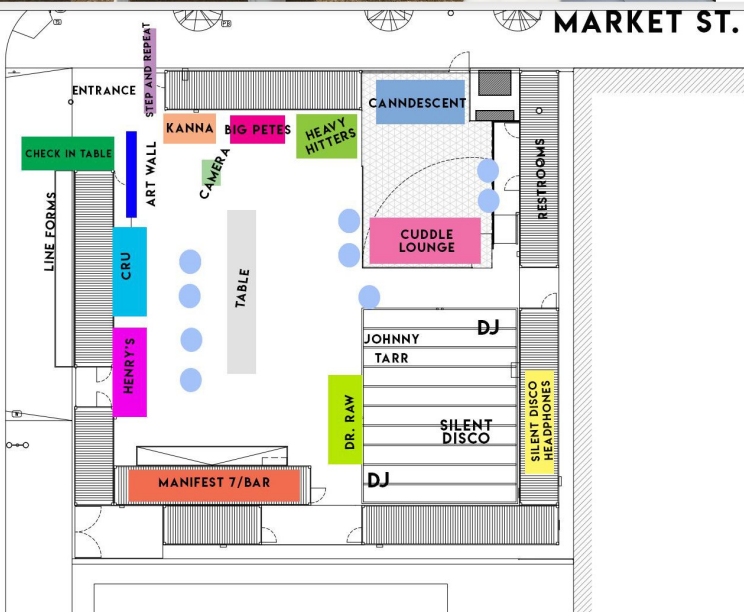 MARKET ST.
ENTRANCE
STEP AND REPEAT
KANNA
BIG PETES
HEAVY
HITTERS
CANNDESCENT
CHECK IN TABLE
ART WALL
CAMERA
RESTROOMS
LINE FORMS
CRU
TABLE
CUDDLE
LOUNGE
HENRY'S
JOHNNY
TARR
DJ
DR. RAW
SILENT
DISCO
SILENT DISCO
HEADPHONES
MANIFEST 7/BAR
DJ